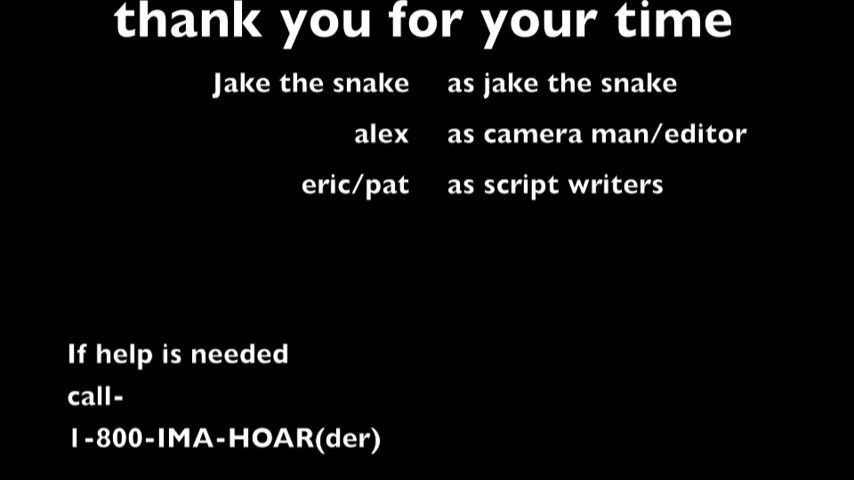 thank you for your time
Jake the snake as jake the snake
alex as camera man/editor
eric/pat as script writers
If help is needed
call-
1-800-IMA-HOAR(der)